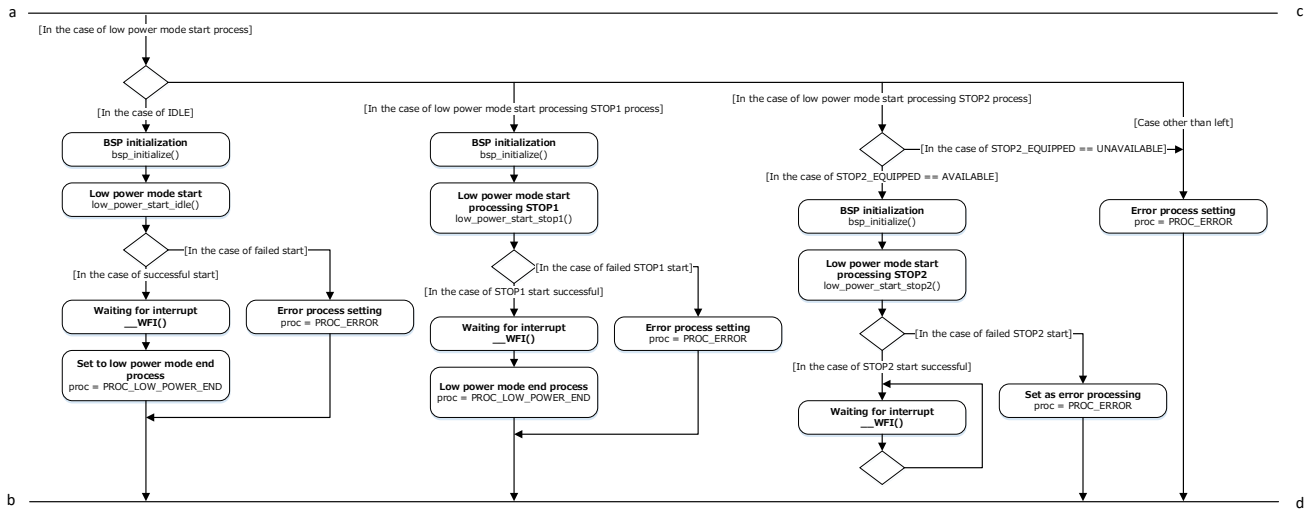 a
c
[In the case of low power mode start process]
[In the case of IDLE]
BSP initialization
bsp_initialize()
Low power mode start
low_power_start_idle()
[In the case of failed start]
[In the case of successful start]
Waiting for interrupt
__WFI()
Error process setting
proc = PROC_ERROR
Set to low power mode end
process
proc = PROC_LOW_POWER_END
[In the case of low power mode start processing STOP1 process]
BSP initialization
bsp_initialize()
Low power mode start
processing STOP1
low_power_start_stop1()
[In the case of failed STOP1 start]
[In the case of STOP1 start successful]
Waiting for interrupt
__WFI()
Error process setting
proc = PROC_ERROR
Low power mode end process
proc = PROC_LOW_POWER_END
[In the case of low power mode start processing STOP2 process]
[In the case of STOP2_EQUIPPED == UNAVAILABLE]
[In the case of STOP2_EQUIPPED == AVAILABLE]
BSP initialization
bsp_initialize()
Low power mode start
processing STOP2
low_power_start_stop2()
[In the case of failed STOP2 start]
[In the case of STOP2 start successful]
Waiting for interrupt
__WFI()
Set as error processing
proc = PROC_ERROR
[Case other than left]
Error process setting
proc = PROC_ERROR
b
d